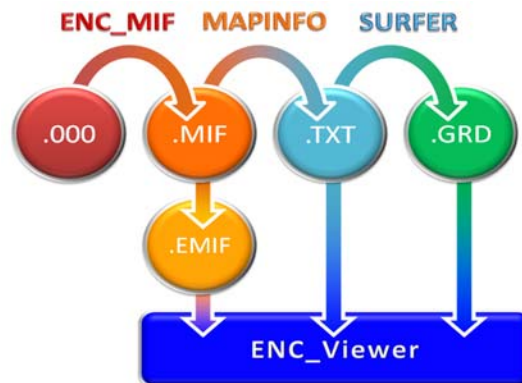 ENC_MIF MAPINFO SURFER
.000 .MIF .TXT .GRD
.EMIF
ENC_Viewer